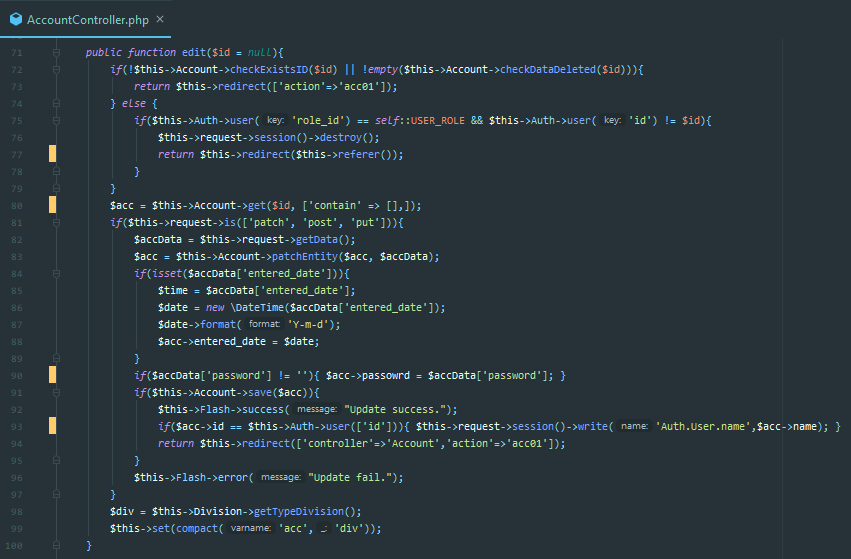 AccountController.php ×
71 public function edit($id = null){
72 if(!$this->Account->checkExistsID($id) || !empty($this->Account->checkDataDeleted($id))){
73 return $this->redirect(['action'=>'acc01']);
74 } else {
75 if($this->Auth->user( key: 'role_id') == self::USER_ROLE && $this->Auth->user( key: 'id') != $id){
76 $this->request->session()->destroy();
77 return $this->redirect($this->referer());
78 }
79 }
80 $acc = $this->Account->get($id, ['contain' => [],]);
81 if($this->request->is(['patch', 'post', 'put'])){
82 $accData = $this->request->getData();
83 $acc = $this->Account->patchEntity($acc, $accData);
84 if(isset($accData['entered_date'])){
85 $time = $accData['entered_date'];
86 $date = new \DateTime($accData['entered_date']);
87 $date->format( format: 'Y-m-d');
88 $acc->entered_date = $date;
89 }
90 if($accData['password'] != ''){ $acc->passowrd = $accData['password']; }
91 if($this->Account->save($acc)){
92 $this->Flash->success( message: "Update success.");
93 if($acc->id == $this->Auth->user(['id'])){ $this->request->session()->write( name: 'Auth.User.name',$acc->name); }
94 return $this->redirect(['controller'=>'Account','action'=>'acc01']);
95 }
96 $this->Flash->error( message: "Update fail.");
97 }
98 $div = $this->Division->getTypeDivision();
99 $this->set(compact( varname: 'acc', _: 'div'));
100 }